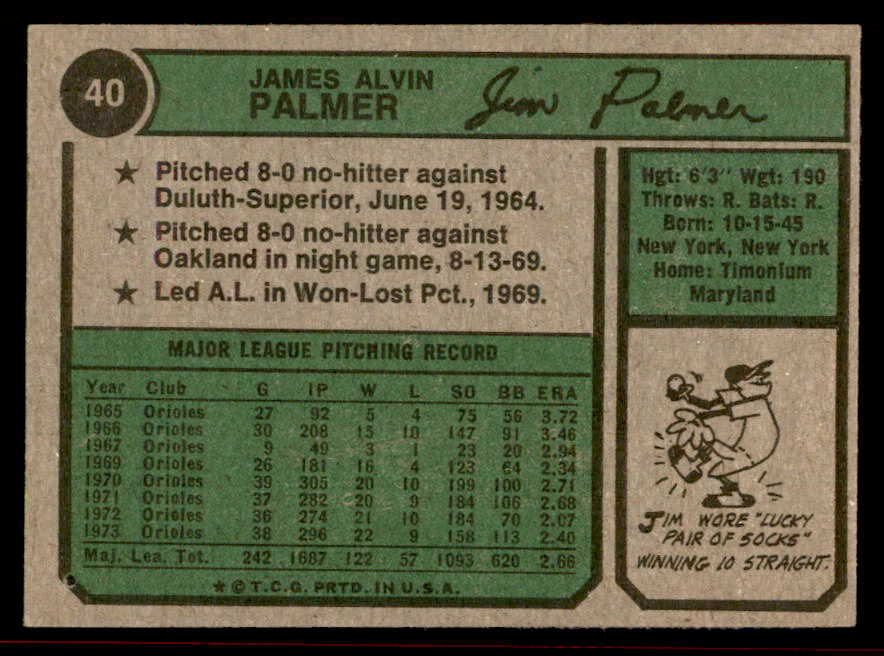 40
JAMES ALVIN
PALMER
Jim Palmer
★ Pitched 8-0 no-hitter against
Duluth-Superior, June 19, 1964.
★ Pitched 8-0 no-hitter against
Oakland in night game, 8-13-69.
★ Led A.L. in Won-Lost Pct., 1969.
Hgt: 6'3" Wgt: 190
Throws: R. Bats: R.
Born: 10-15-45
New York, New York
Home: Timonium
Maryland
MAJOR LEAGUE PITCHING RECORD
Year Club G IP W L SO BB ERA
1965 Orioles 27 92 5 4 75 56 3.72
1966 Orioles 30 208 15 10 147 91 3.46
1967 Orioles 9 49 3 1 23 20 2.94
1969 Orioles 26 181 16 4 123 64 2.34
1970 Orioles 39 305 20 10 199 100 2.71
1971 Orioles 37 282 20 9 184 106 2.68
1972 Orioles 36 274 21 10 184 70 2.07
1973 Orioles 38 296 22 9 158 113 2.40
Maj. Lea. Tot. 242 1687 122 57 1093 620 2.66
★ © T.C.G. PRTD. IN U.S.A.
JIM WORE "LUCKY
PAIR OF SOCKS"
WINNING 10 STRAIGHT.